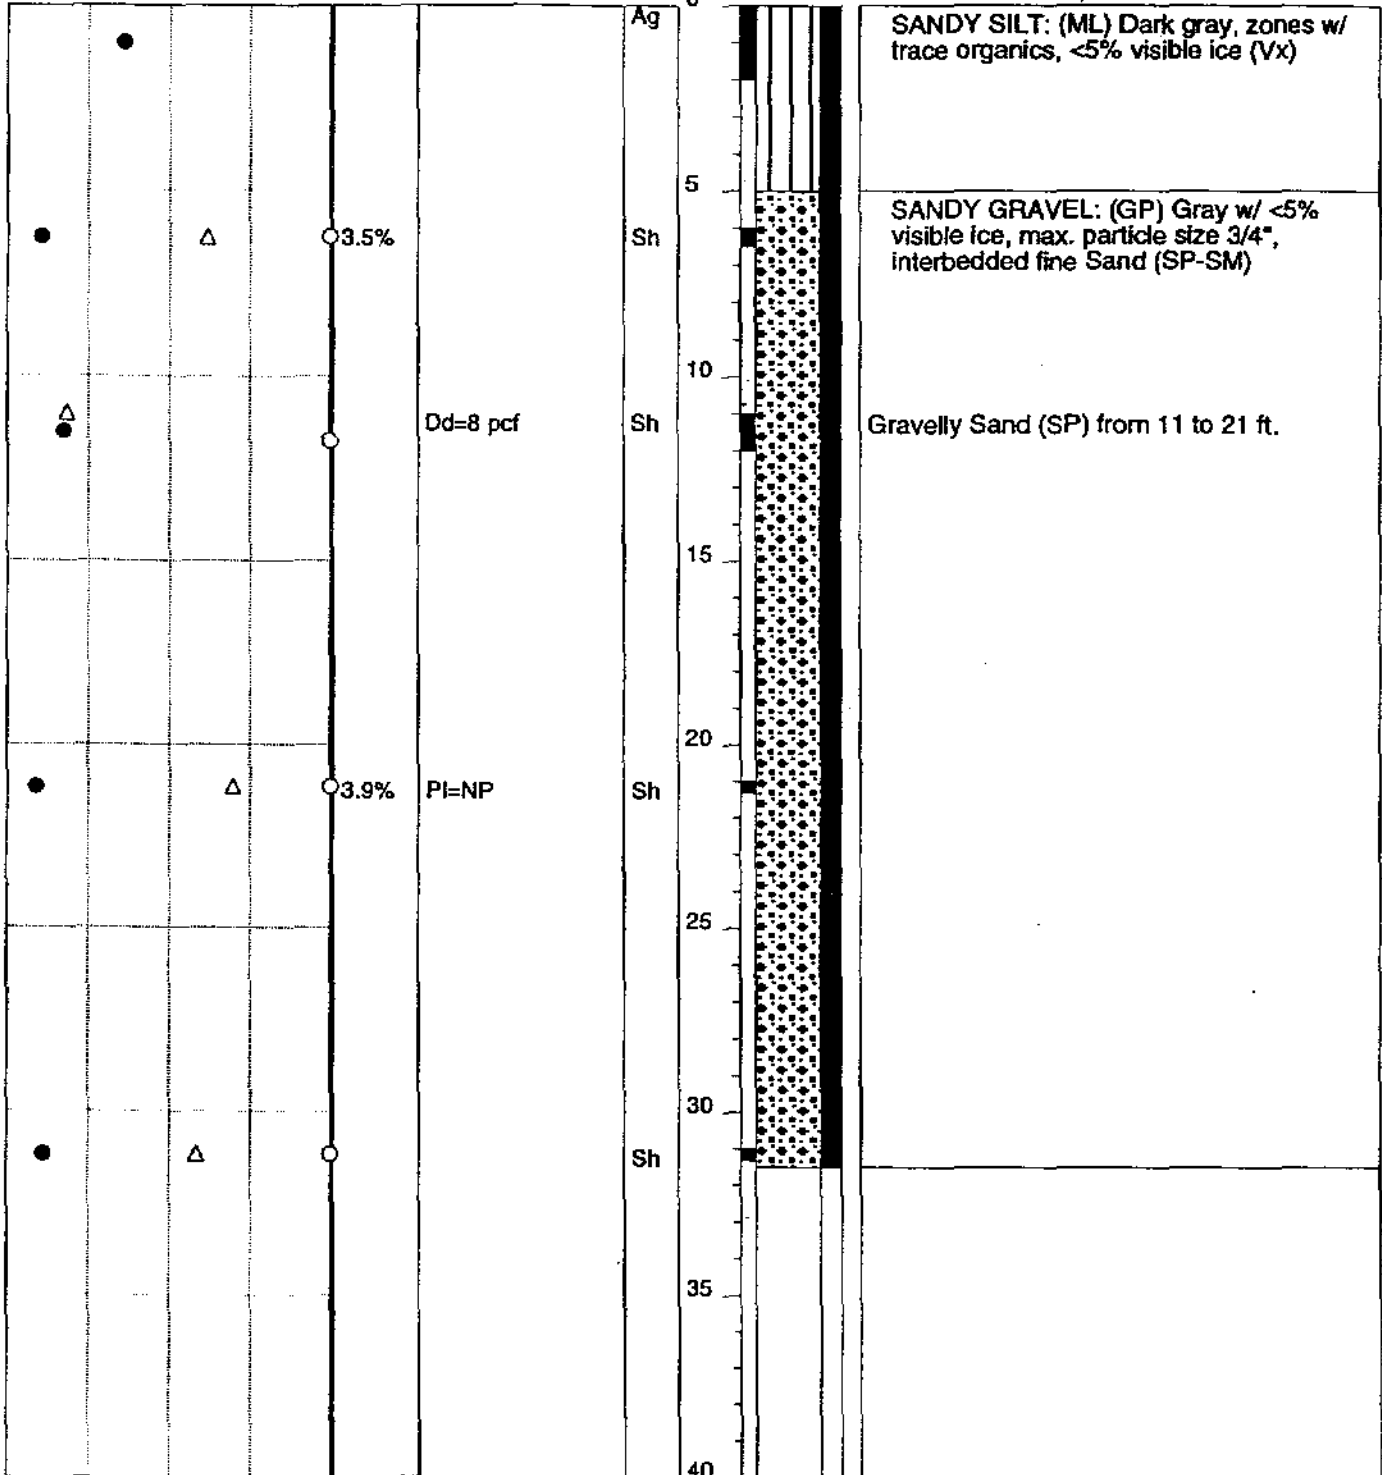 Ag
SANDY SILT: (ML) Dark gray, zones w/
trace organics, <5% visible ice (Vx)
5
SANDY GRAVEL: (GP) Gray w/ <5%
visible ice, max. particle size 3/4",
interbedded fine Sand (SP-SM)
3.5%
Sh
10
Dd=8 pcf
Sh
Gravelly Sand (SP) from 11 to 21 ft.
15
20
3.9%
PI=NP
Sh
25
30
Sh
35
40